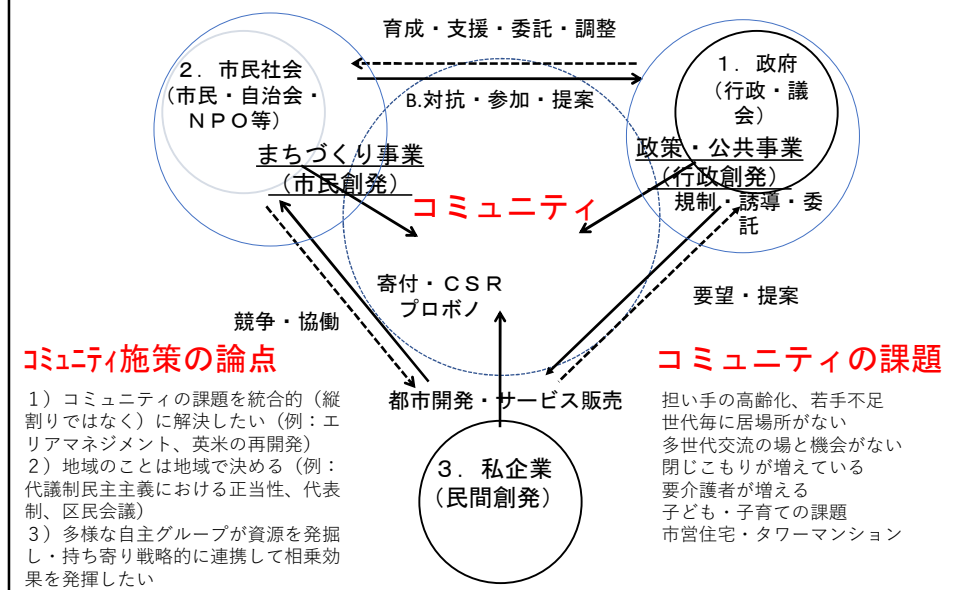 育成・支援・委託・調整
2．市民社会
(市民・自治会・
ＮＰＯ等)
1．政府
(行政・議
会)
B.対抗・参加・提案
まちづくり事業
(市民創発)
政策・公共事業
(行政創発)
規制・誘導・委
託
コミュニティ
寄付・ＣＳＲ
プロボノ
競争・協働
要望・提案
都市開発・サービス販売
3．私企業
(民間創発)
ｺﾐｭﾆﾃｨ施策の論点
1）コミュニティの課題を統合的（縦
割りではなく）に解決したい（例：エ
リアマネジメント、英米の再開発）
2）地域のことは地域で決める（例：
代議制民主主義における正当性、代表
制、区民会議）
3）多様な自主グループが資源を発掘
し・持ち寄り戦略的に連携して相乗効
果を発揮したい
コミュニティの課題
担い手の高齢化、若手不足
世代毎に居場所がない
多世代交流の場と機会がない
閉じこもりが増えている
要介護者が増える
子ども・子育ての課題
市営住宅・タワーマンション